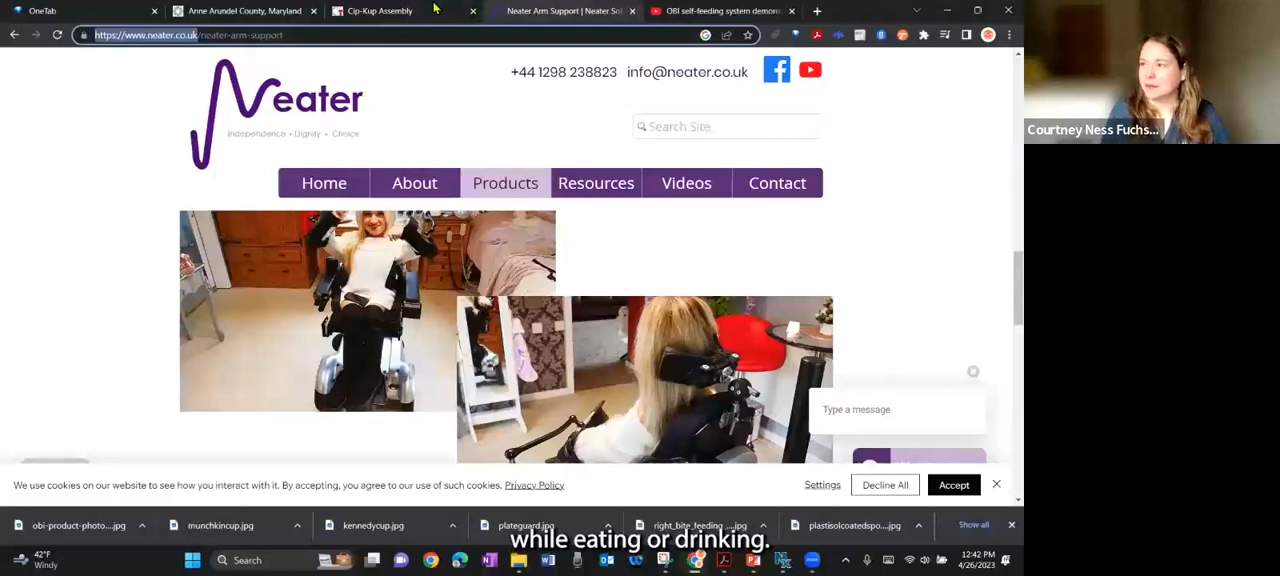 OneTab
Anne Arundel County, Maryland
Cip-Kup Assembly
Neater Arm Support | Neater Sol
OBI self-feeding system demons
https://www.neater.co.uk/neater-arm-support
Neater
Independence • Dignity • Choice
+44 1298 238823 info@neater.co.uk
Search Site
Home About Products Resources Videos Contact
Courtney Ness Fuchs...
Type a message
We use cookies on our website to see how you interact with it. By accepting, you agree to our use of such cookies. Privacy Policy
Settings Decline All Accept
obi-product-photo....jpg munchkincup.jpg kennedycup.jpg plateguard.jpg right_bite_feeding_....jpg plastisolcoatedspo....jpg Show all
while eating or drinking.
42°F
Windy
Search
12:42 PM
4/26/2023